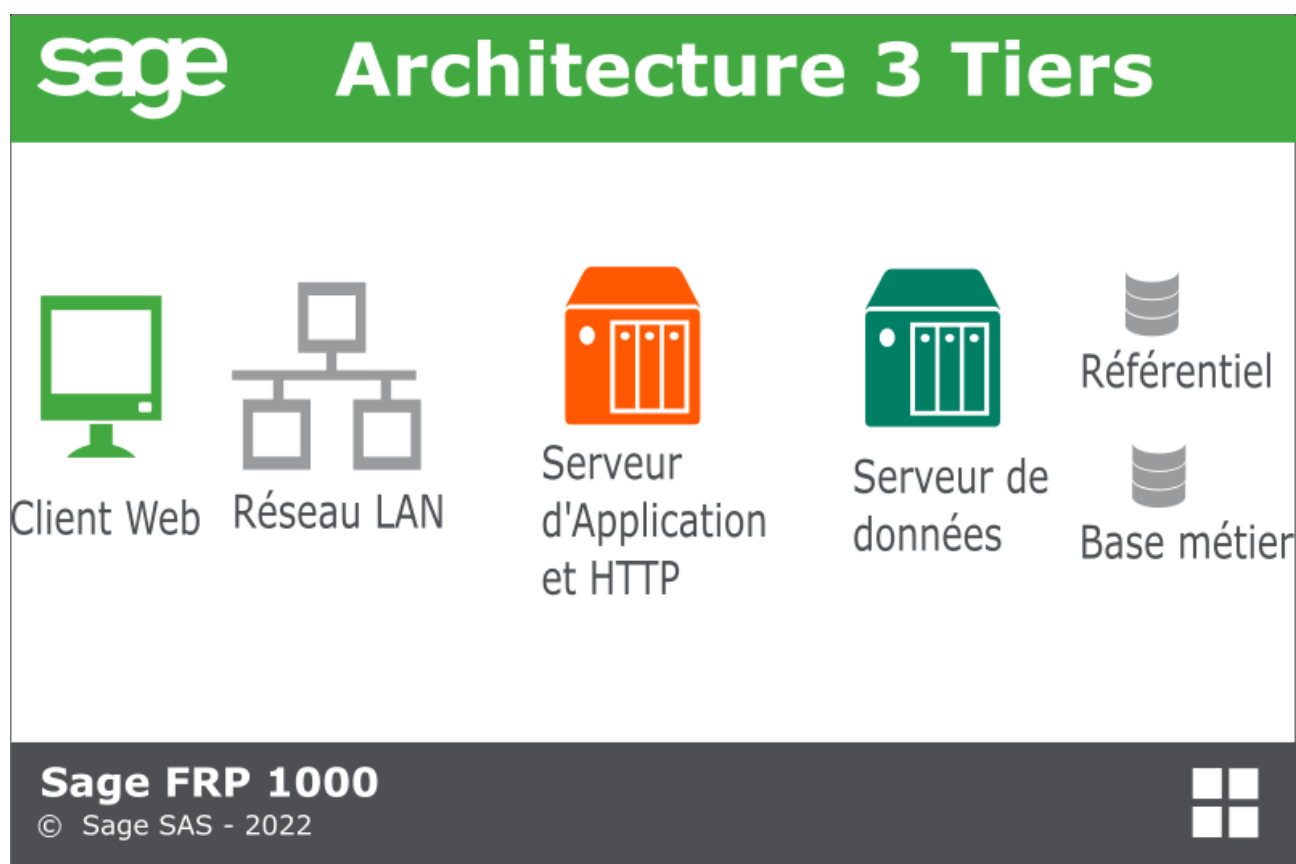 sage
Architecture 3 Tiers
Client Web
Réseau LAN
Serveur
d'Application
et HTTP
Serveur de
données
Référentiel
Base métier
Sage FRP 1000
© Sage SAS - 2022